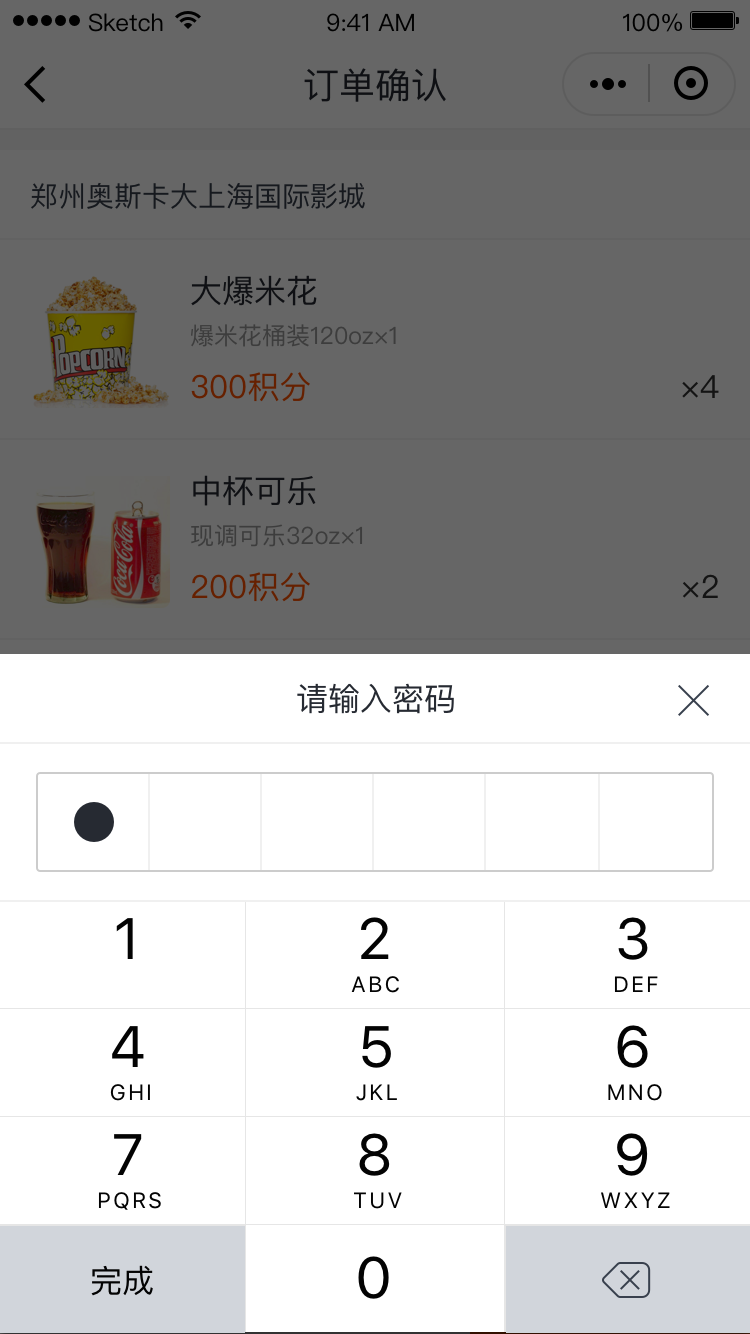 Sketch 9:41 AM 100%
订单确认
郑州奥斯卡大上海国际影城
大爆米花
爆米花桶装120oz×1
300积分 ×4
POPCORN
中杯可乐
现调可乐32oz×1
200积分 ×2
Coca-Cola
请输入密码
1 2 3
ABC DEF
4 5 6
GHI JKL MNO
7 8 9
PQRS TUV WXYZ
完成 0